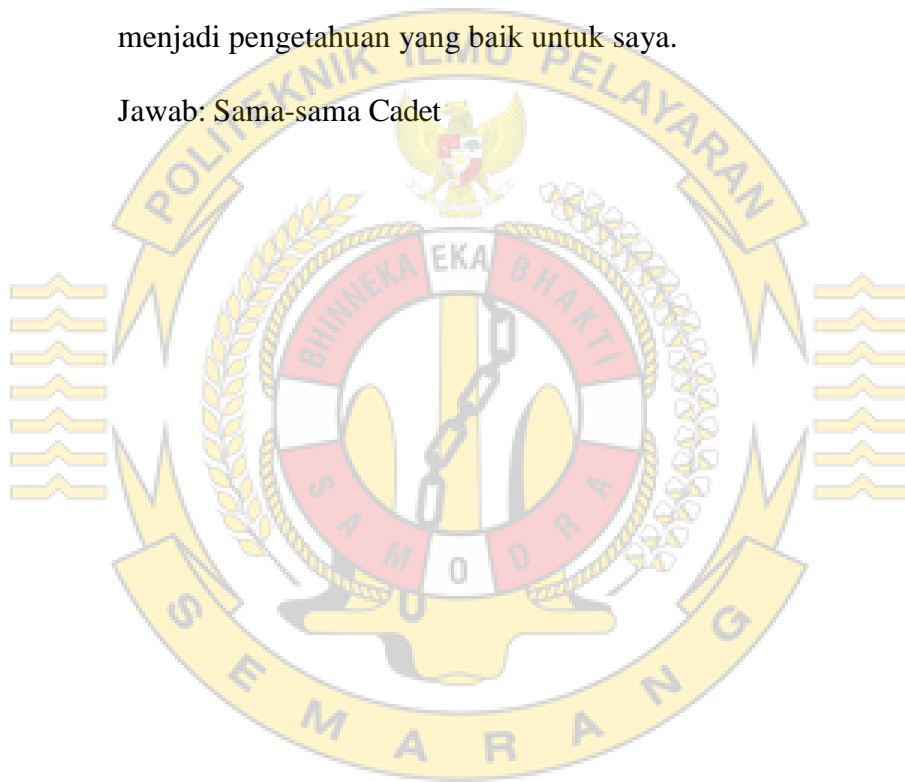 menjadi pengetahuan yang baik untuk saya.
Jawab: Sama-sama Cadet
POLITEKNIK ILMU PELAYARAN
BHINNEKA EKA BHAKTI
SAMODRA
SEMARANG